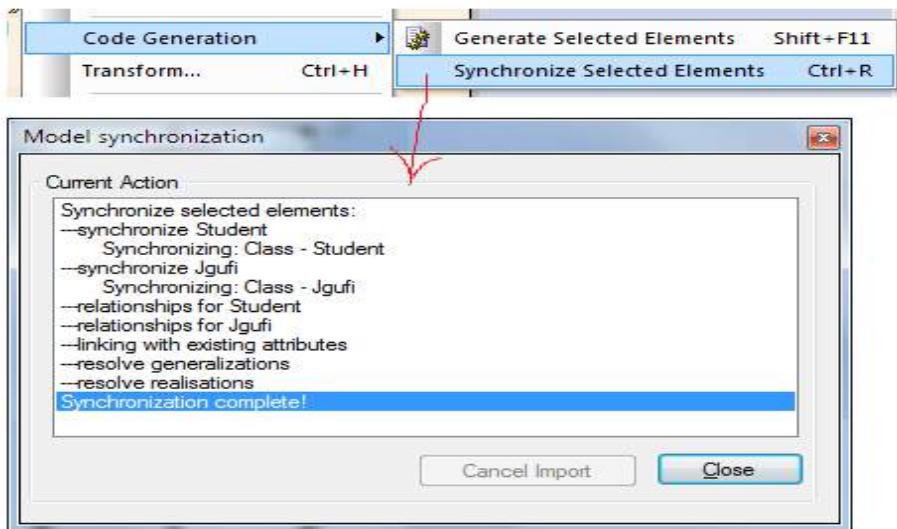 Code Generation
Generate Selected Elements Shift+F11
Transform... Ctrl+H
Synchronize Selected Elements Ctrl+R
Model synchronization
Current Action
Synchronize selected elements:
---synchronize Student
Synchronizing: Class - Student
---synchronize Jgufi
Synchronizing: Class - Jgufi
---relationships for Student
---relationships for Jgufi
---linking with existing attributes
---resolve generalizations
---resolve realisations
Synchronization complete!
Cancel Import Close